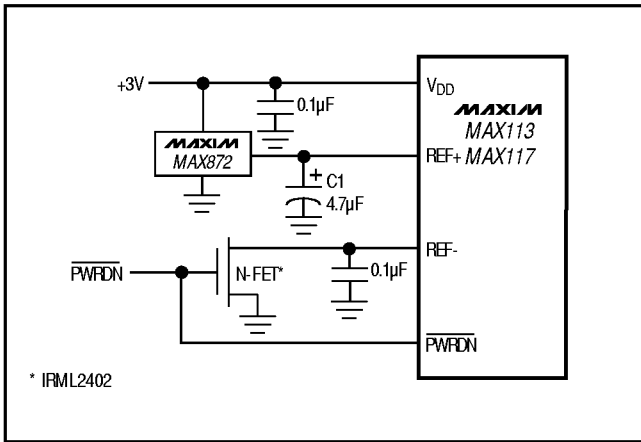 +3V
0.1µF
VDD
MAXIM
MAX113
MAX117
MAXIM
MAX872
REF+
+ C1
4.7µF
REF-
PWRDN
N-FET*
0.1µF
PWRDN
* IRML2402